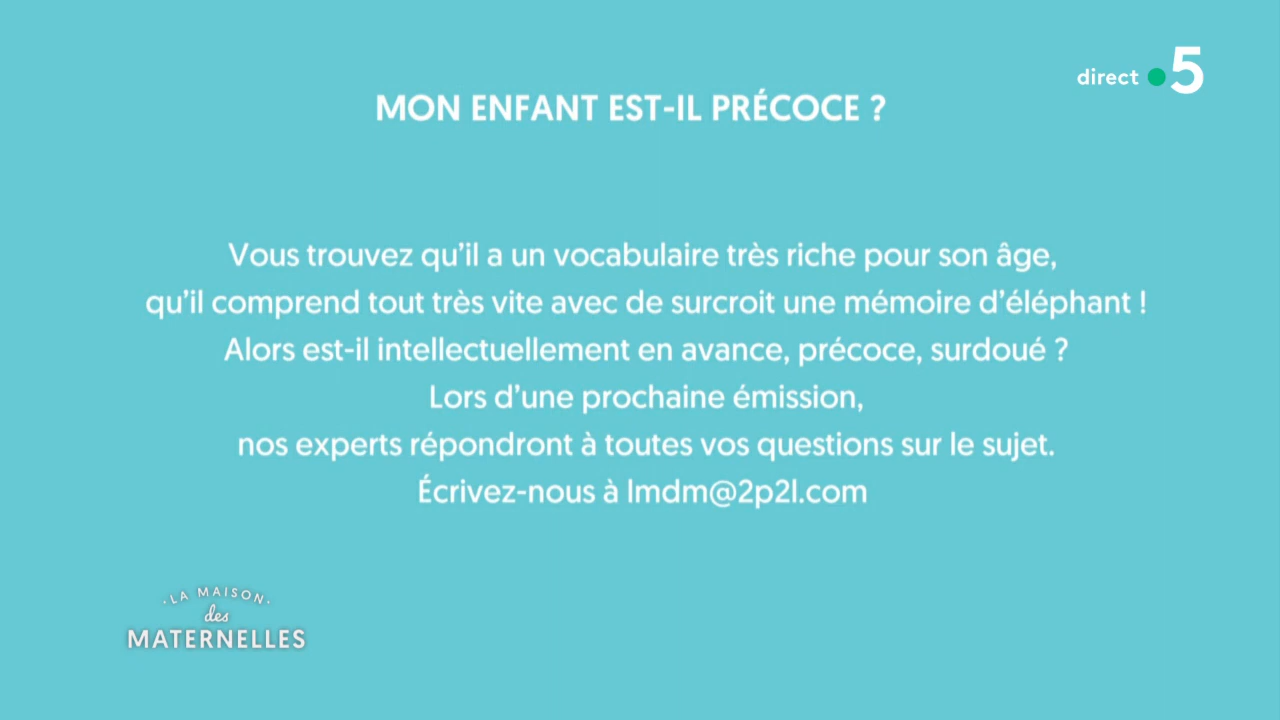 direct 5
MON ENFANT EST-IL PRÉCOCE ?
Vous trouvez qu’il a un vocabulaire très riche pour son âge,
qu’il comprend tout très vite avec de surcroit une mémoire d’éléphant !
Alors est-il intellectuellement en avance, précoce, surdoué ?
Lors d’une prochaine émission,
nos experts répondront à toutes vos questions sur le sujet.
Écrivez-nous à lmdm@2p2l.com
·LA MAISON·
des
MATERNELLES